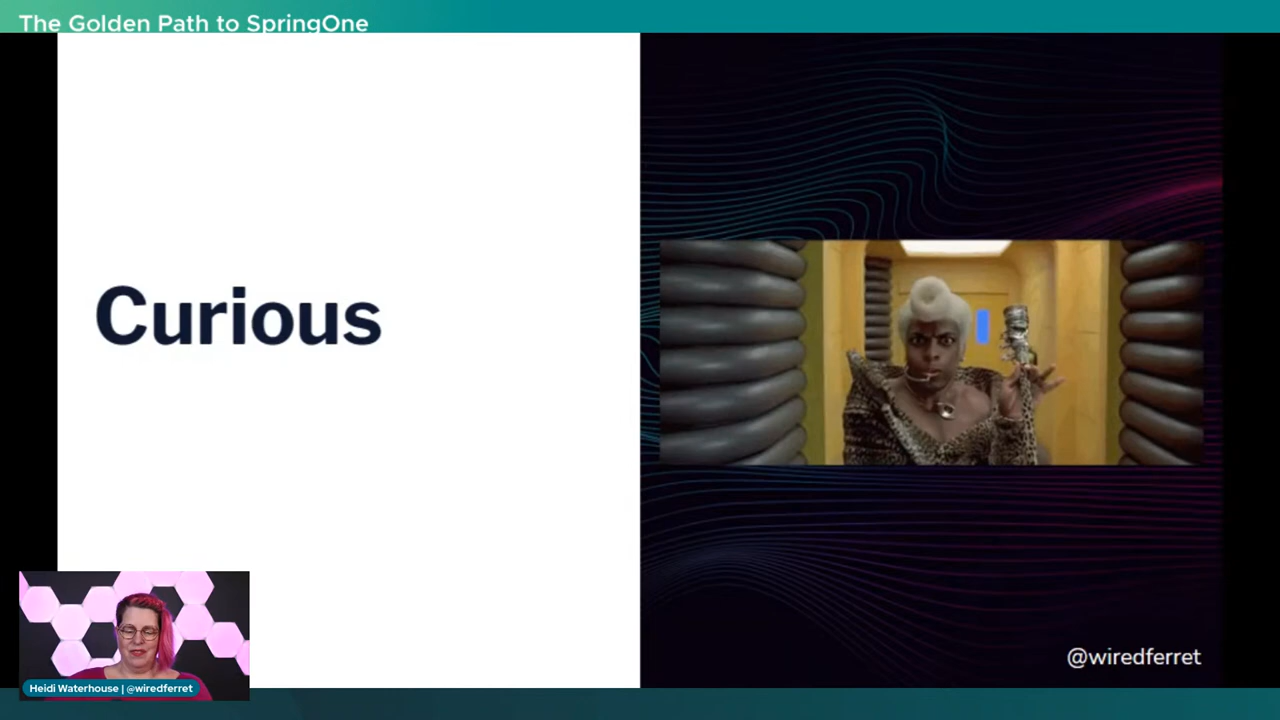 The Golden Path to SpringOne
Curious
@wiredferret
Heidi Waterhouse | @wiredferret